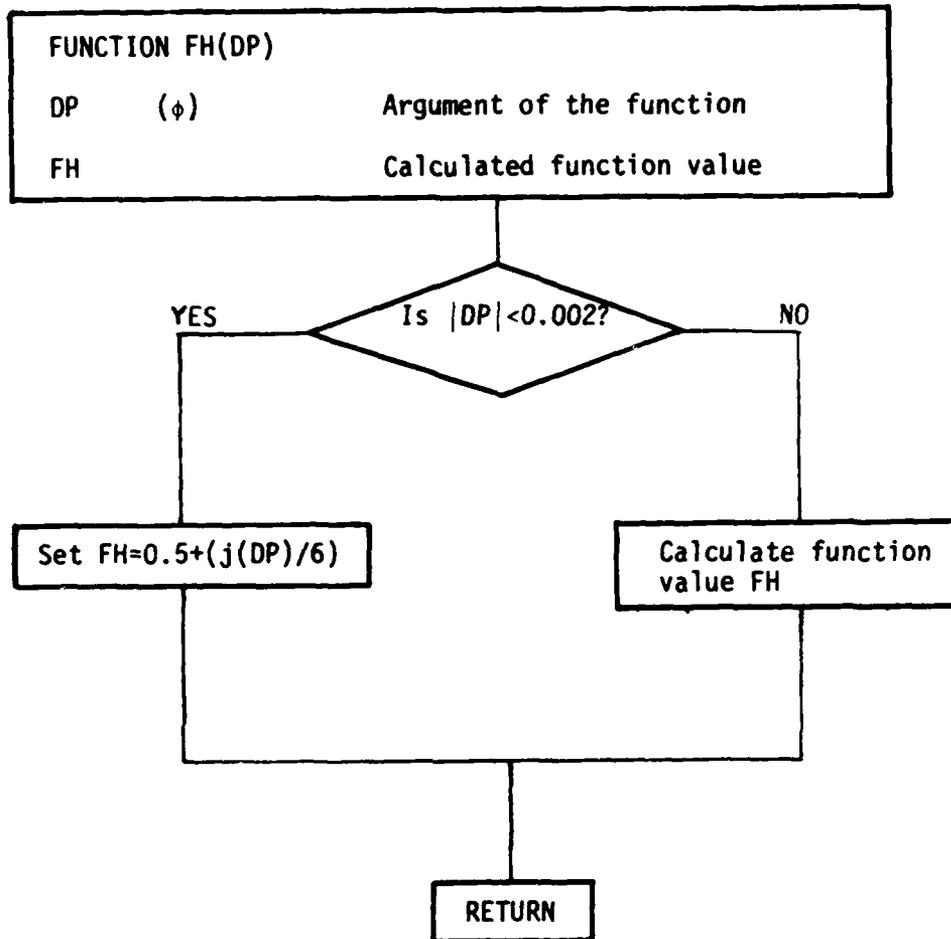 FUNCTION FH(DP)
DP (φ) Argument of the function
FH Calculated function value
Is |DP|<0.002?
YES
NO
Set FH=0.5+(j(DP)/6)
Calculate function
value FH
RETURN